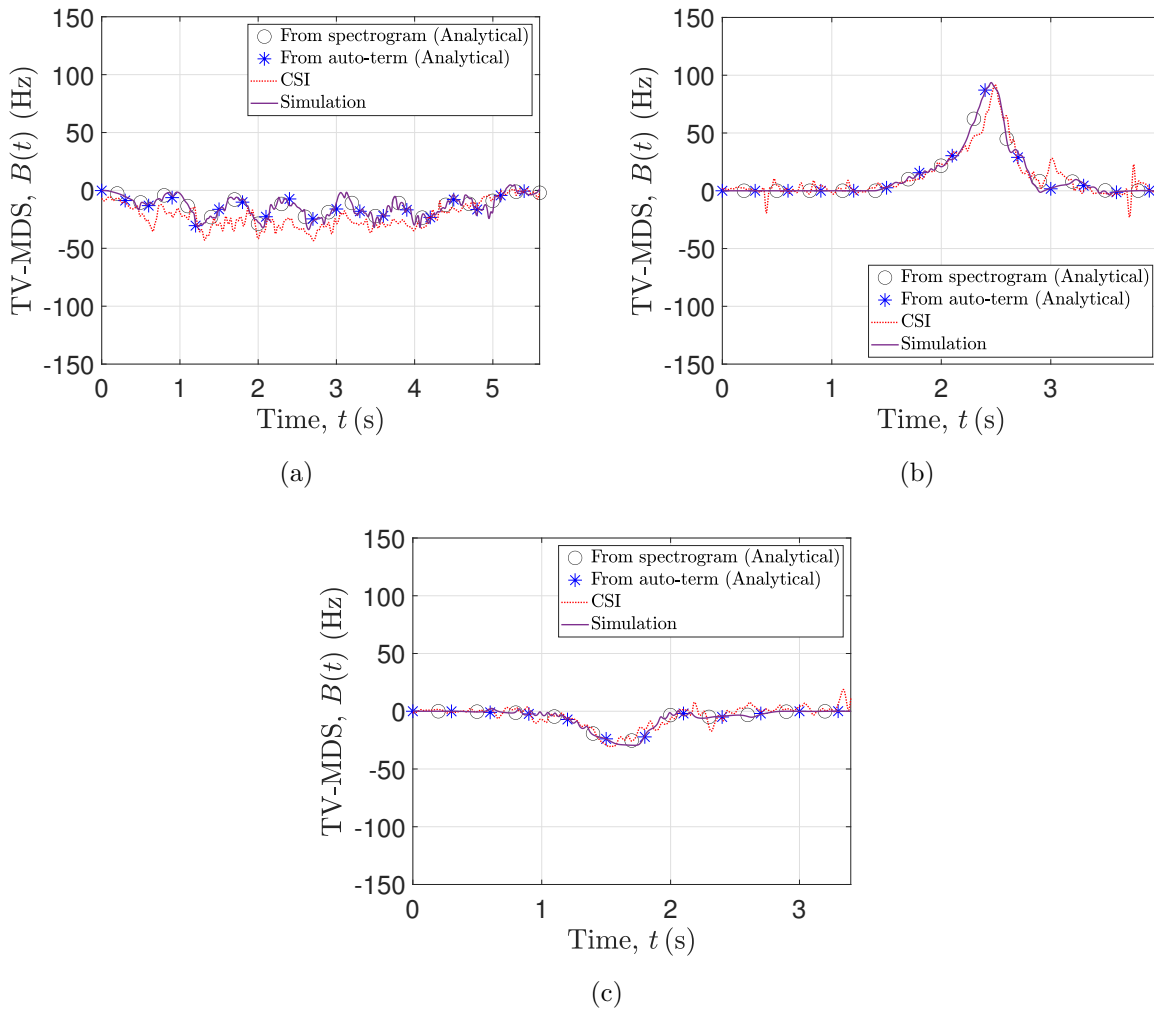 150
100
50
0
-50
-100
-150
TV-MDS, B(t) (Hz)
From spectrogram (Analytical)
From auto-term (Analytical)
CSI
Simulation
0 1 2 3 4 5
Time, t (s)
(a)
150
100
50
0
-50
-100
-150
TV-MDS, B(t) (Hz)
From spectrogram (Analytical)
From auto-term (Analytical)
CSI
Simulation
0 1 2 3
Time, t (s)
(b)
150
100
50
0
-50
-100
-150
TV-MDS, B(t) (Hz)
From spectrogram (Analytical)
From auto-term (Analytical)
CSI
Simulation
0 1 2 3
Time, t (s)
(c)